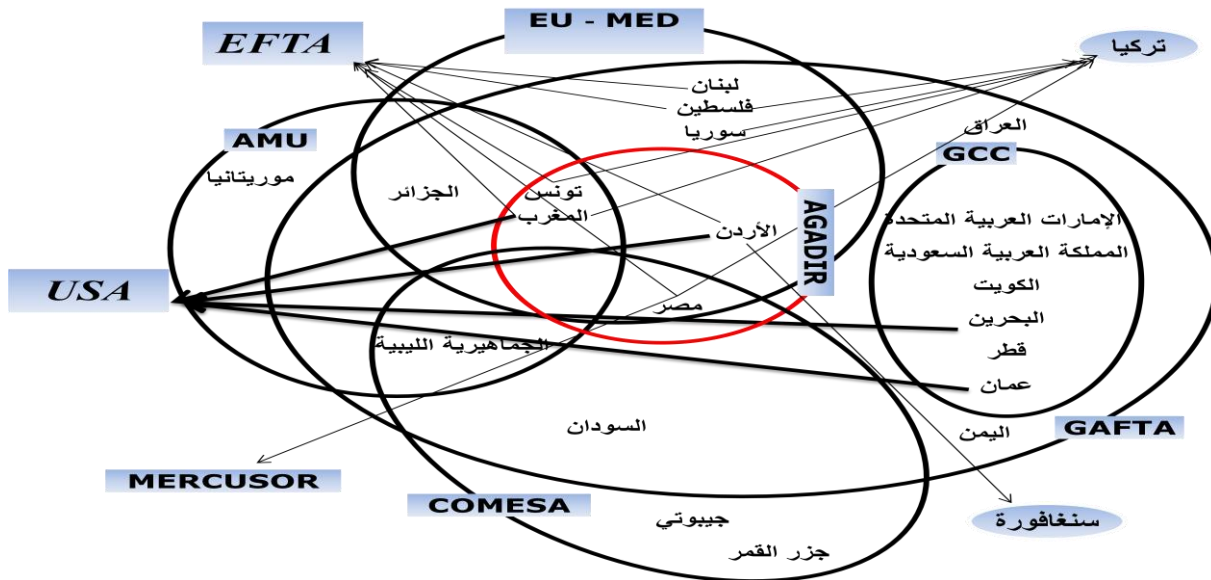 EU - MED
EFTA
تركيا
لبنان
فلسطين
سوريا
العراق
AMU
GCC
موريتانيا
الجزائر
تونس
المغرب
الأردن
AGADIR
الإمارات العربية المتحدة
المملكة العربية السعودية
الكويت
USA
مصر
البحرين
الجماهيرية الليبية
قطر
عمان
السودان
اليمن
GAFTA
MERCUSOR
COMESA
جيبوتي
سنغافورة
جزر القمر